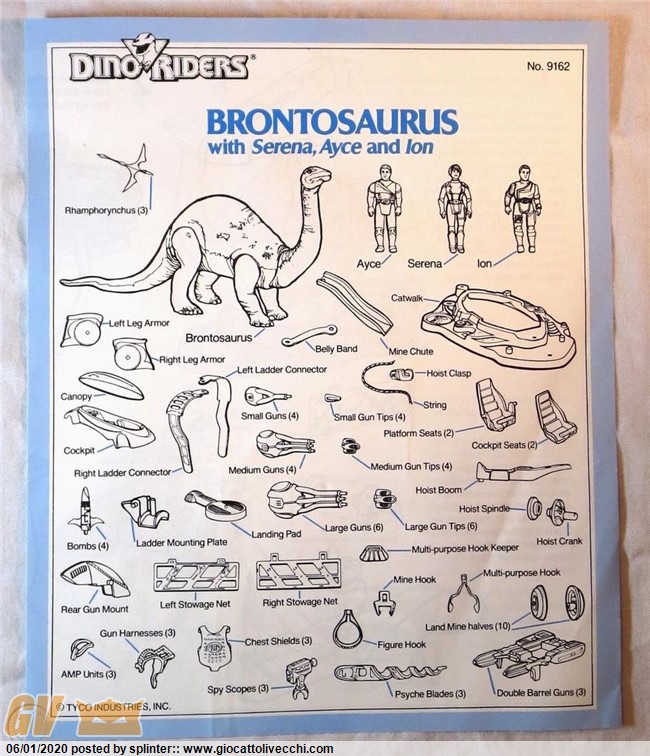 DINO RIDERS®
No. 9162
BRONTOSAURUS
with Serena, Ayce and Ion
Rhamphorynchus (3)
Ayce
Serena
Ion
Catwalk
Left Leg Armor
Brontosaurus
Belly Band
Mine Chute
Right Leg Armor
Left Ladder Connector
Hoist Clasp
Canopy
Small Guns (4)
Small Gun Tips (4)
String
Platform Seats (2)
Cockpit Seats (2)
Cockpit
Right Ladder Connector
Medium Guns (4)
Medium Gun Tips (4)
Hoist Boom
Hoist Spindle
Bombs (4)
Ladder Mounting Plate
Landing Pad
Large Guns (6)
Large Gun Tips (6)
Hoist Crank
Multi-purpose Hook Keeper
Rear Gun Mount
Left Stowage Net
Right Stowage Net
Mine Hook
Multi-purpose Hook
Land Mine halves (10)
Gun Harnesses (3)
Chest Shields (3)
Figure Hook
AMP Units (3)
Spy Scopes (3)
Psyche Blades (3)
Double Barrel Guns (3)
© TYCO INDUSTRIES, INC.
GV
06/01/2020 posted by splinter:: www.giocattolivecchi.com